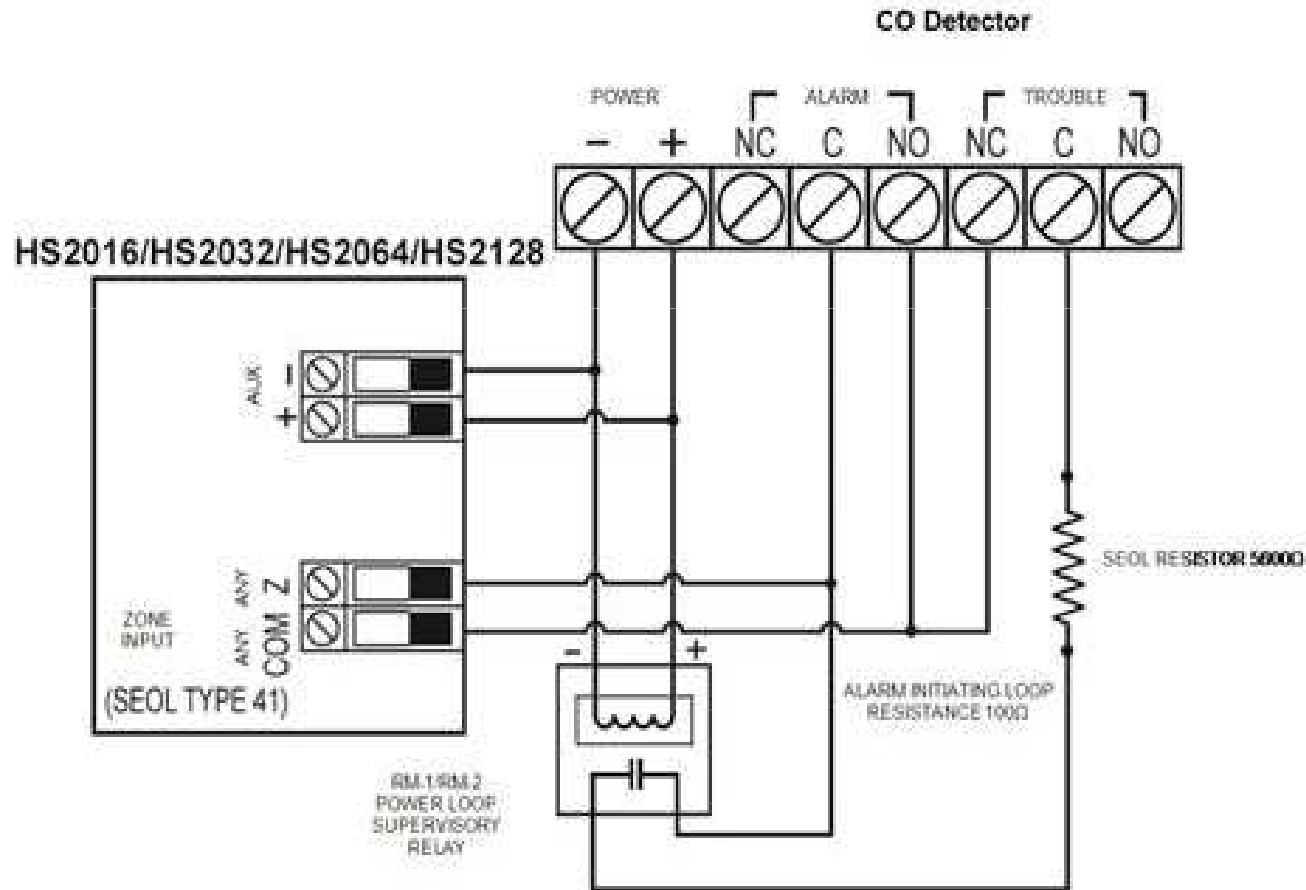 CO Detector
POWER
ALARM
TROUBLE
- + NC C NO NC C NO
HS2016/HS2032/HS2064/HS2128
AUX
-
+
ANY Z
ANY COM
ZONE
INPUT
(SEOL TYPE 41)
- +
SEOL RESISTOR 5600Ω
ALARM INITIATING LOOP
RESISTANCE 100Ω
RM-1/RM-2
POWER LOOP
SUPERVISORY
RELAY